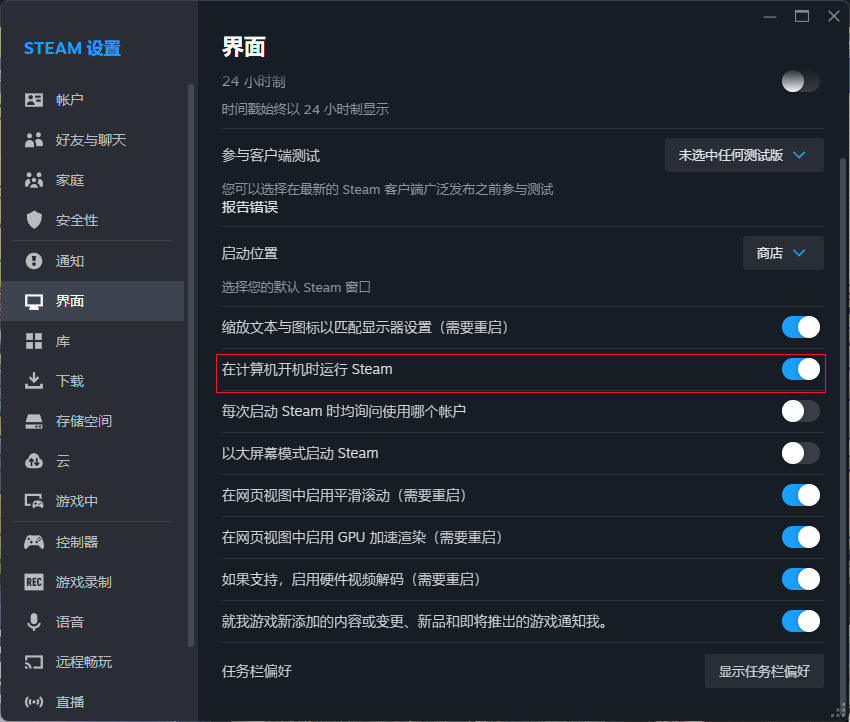 STEAM 设置
帐户
好友与聊天
家庭
安全性
通知
界面
库
下载
存储空间
云
游戏中
控制器
REC 游戏录制
语音
远程畅玩
直播
界面
24 小时制
时间戳始终以 24 小时制显示
参与客户端测试 未选中任何测试版
您可以选择在最新的 Steam 客户端广泛发布之前参与测试
报告错误
启动位置 商店
选择您的默认 Steam 窗口
缩放文本与图标以匹配显示器设置（需要重启）
在计算机开机时运行 Steam
每次启动 Steam 时均询问使用哪个帐户
以大屏幕模式启动 Steam
在网页视图中启用平滑滚动（需要重启）
在网页视图中启用 GPU 加速渲染（需要重启）
如果支持，启用硬件视频解码（需要重启）
就我游戏新添加的内容或变更、新品和即将推出的游戏通知我。
任务栏偏好 显示任务栏偏好